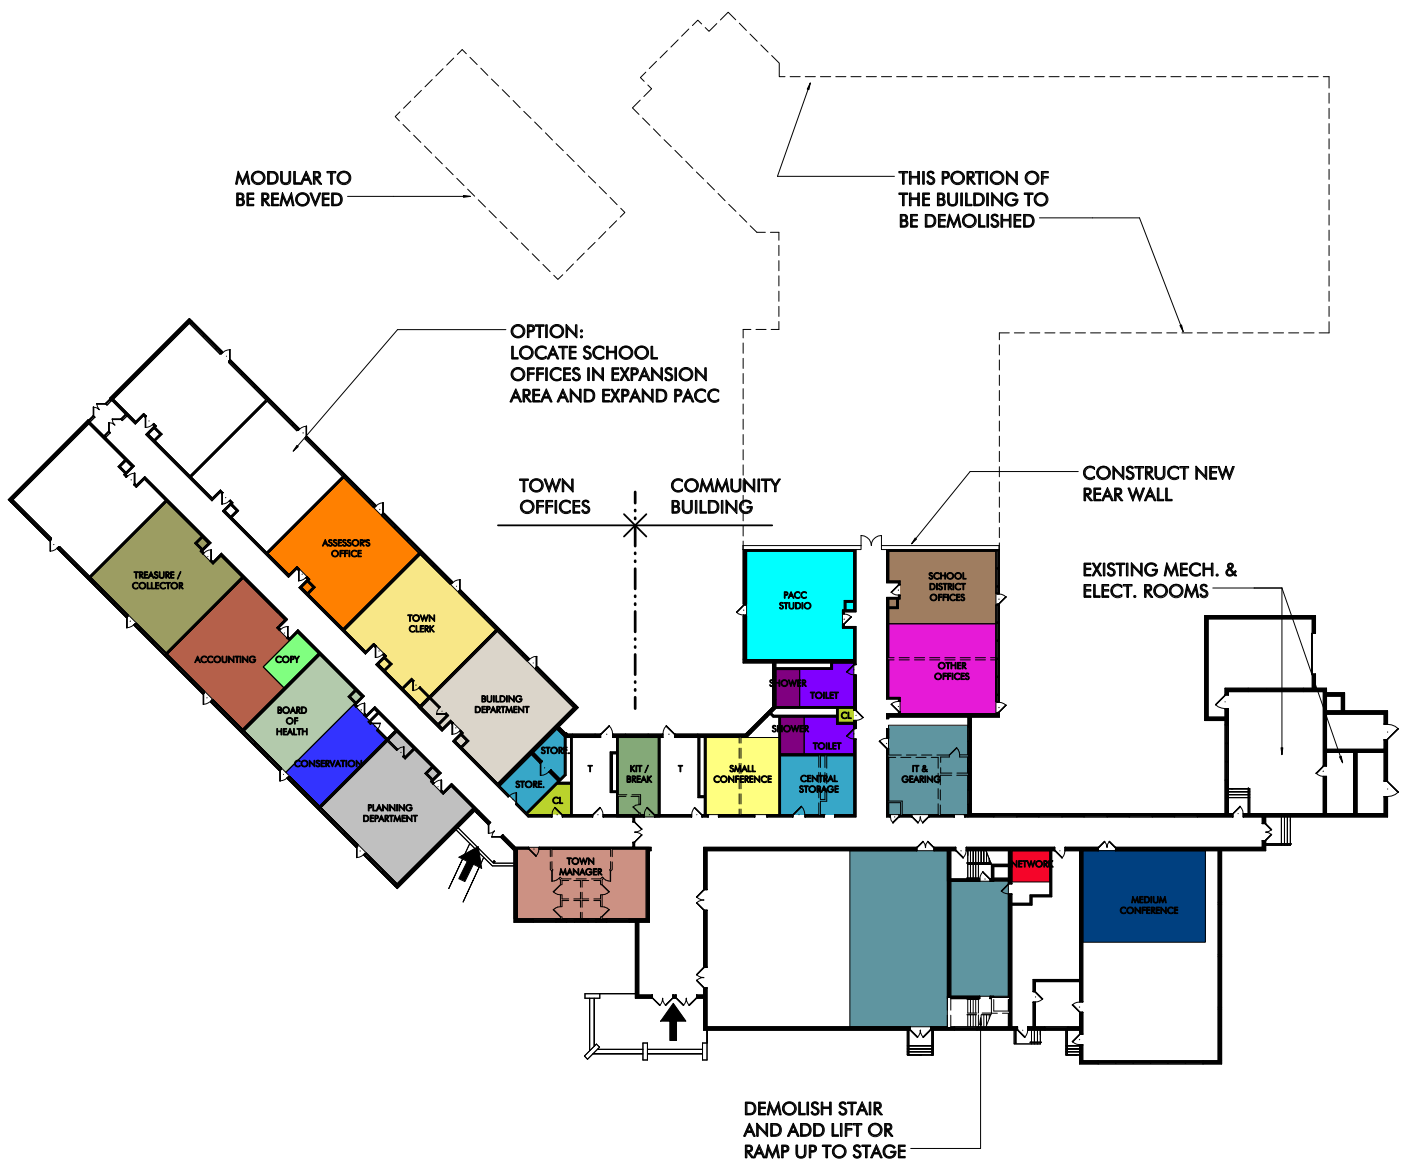 MODULAR TO
BE REMOVED
THIS PORTION OF
THE BUILDING TO
BE DEMOLISHED
OPTION:
LOCATE SCHOOL
OFFICES IN EXPANSION
AREA AND EXPAND PACC
TOWN
OFFICES
COMMUNITY
BUILDING
CONSTRUCT NEW
REAR WALL
EXISTING MECH. &
ELECT. ROOMS
ASSESSOR'S
OFFICE
TREASURE /
COLLECTOR
TOWN
CLERK
ACCOUNTING
COPY
BOARD
OF
HEALTH
BUILDING
DEPARTMENT
CONSERVATION
PLANNING
DEPARTMENT
STORE.
STORE.
CL
T
KIT /
BREAK
T
SMALL
CONFERENCE
CENTRAL
STORAGE
PACC
STUDIO
SHOWER
TOILET
CL
SHOWER
TOILET
SCHOOL
DISTRICT
OFFICES
OTHER
OFFICES
IT &
GEARING
TOWN
MANAGER
NETWORK
MEDIUM
CONFERENCE
DEMOLISH STAIR
AND ADD LIFT OR
RAMP UP TO STAGE